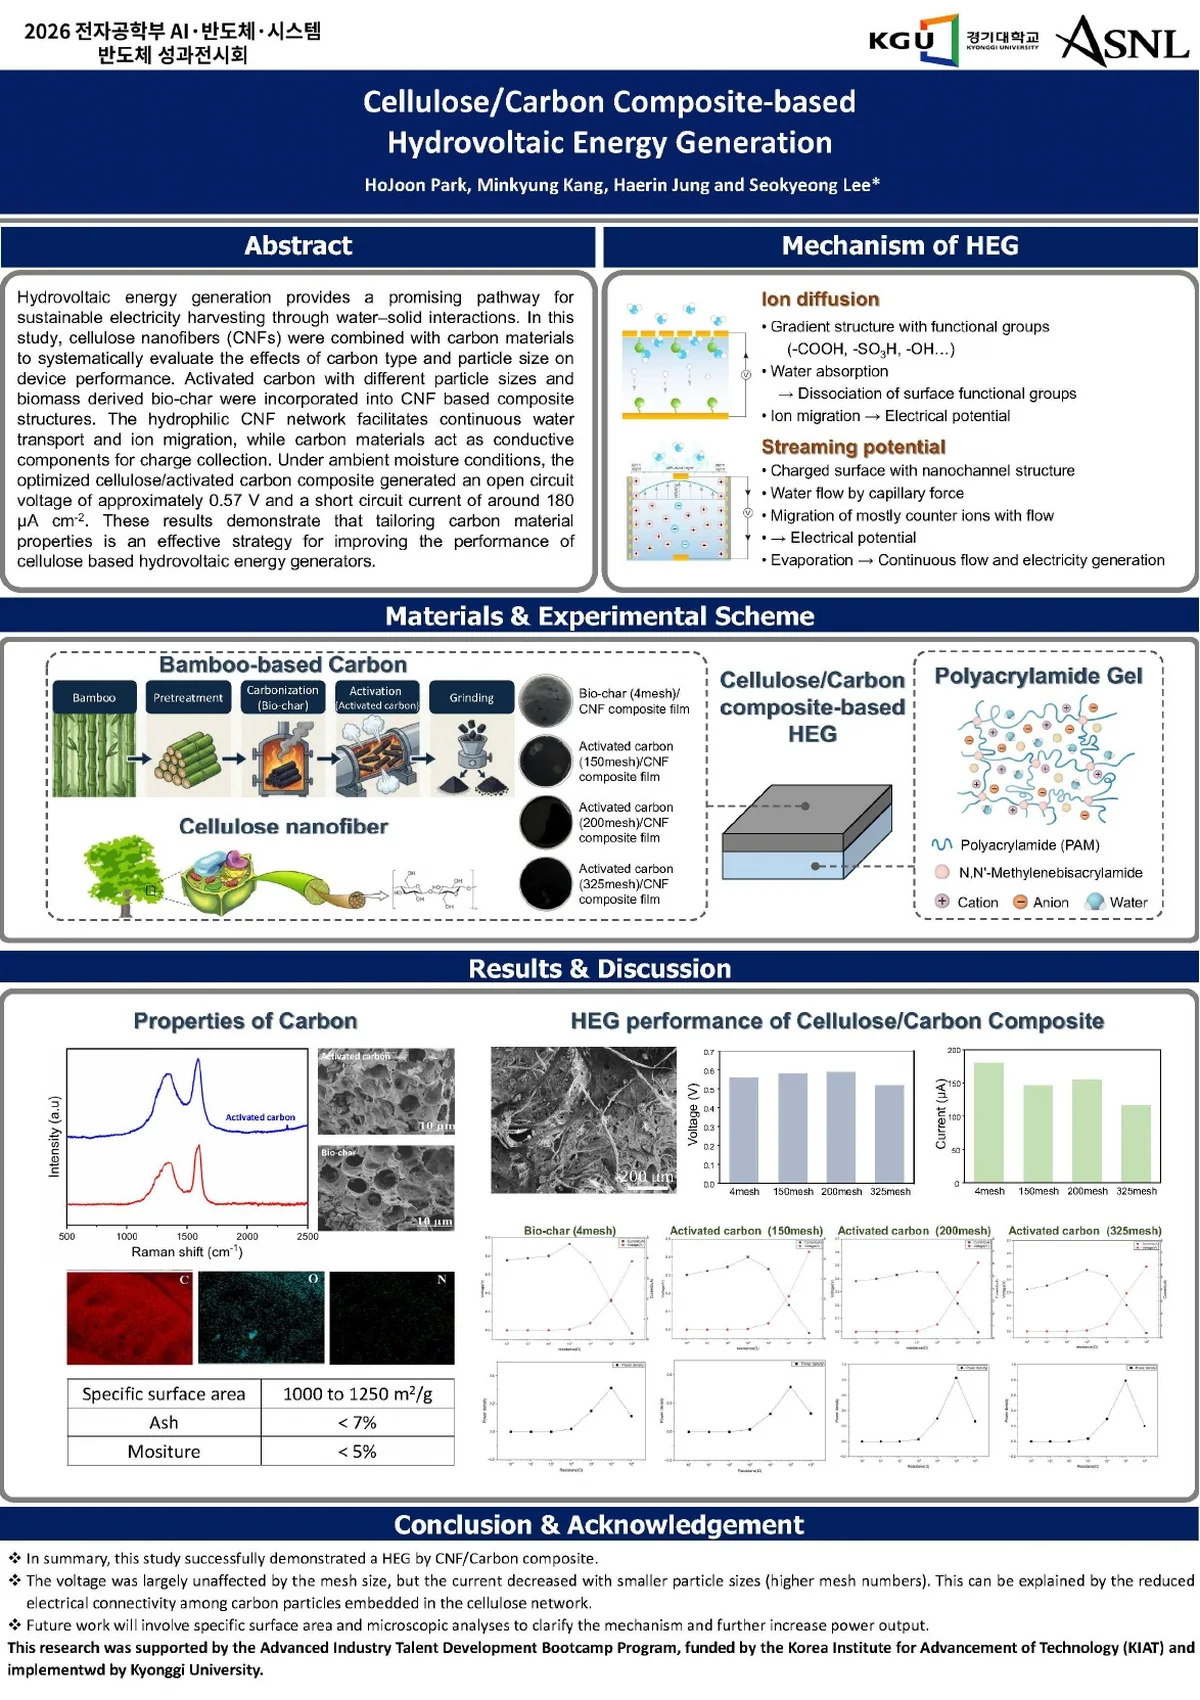 2026 전자공학부 AI·반도체·시스템
반도체 성과전시회
KGU 경기대학교
KYONGGI UNIVERSITY
ASNL
Cellulose/Carbon Composite-based
Hydrovoltaic Energy Generation
HoJoon Park, Minkyung Kang, Haerin Jung and Seokyeong Lee*
Abstract
Hydrovoltaic energy generation provides a promising pathway for
sustainable electricity harvesting through water–solid interactions. In this
study, cellulose nanofibers (CNFs) were combined with carbon materials
to systematically evaluate the effects of carbon type and particle size on
device performance. Activated carbon with different particle sizes and
biomass derived bio-char were incorporated into CNF based composite
structures. The hydrophilic CNF network facilitates continuous water
transport and ion migration, while carbon materials act as conductive
components for charge collection. Under ambient moisture conditions, the
optimized cellulose/activated carbon composite generated an open circuit
voltage of approximately 0.57 V and a short circuit current of around 180
μA cm-2. These results demonstrate that tailoring carbon material
properties is an effective strategy for improving the performance of
cellulose based hydrovoltaic energy generators.
Mechanism of HEG
Ion diffusion
• Gradient structure with functional groups
(-COOH, -SO3H, -OH…)
• Water absorption
→ Dissociation of surface functional groups
• Ion migration → Electrical potential
V
Streaming potential
• Charged surface with nanochannel structure
• Water flow by capillary force
• Migration of mostly counter ions with flow
• → Electrical potential
• Evaporation → Continuous flow and electricity generation
V
Materials & Experimental Scheme
Bamboo-based Carbon
Bamboo
Pretreatment
Carbonization
(Bio-char)
Activation
(Activated carbon)
Grinding
Bio-char (4mesh)/
CNF composite film
Activated carbon
(150mesh)/CNF
composite film
Activated carbon
(200mesh)/CNF
composite film
Activated carbon
(325mesh)/CNF
composite film
Cellulose nanofiber
Cellulose/Carbon
composite-based
HEG
Polyacrylamide Gel
Polyacrylamide (PAM)
N,N'-Methylenebisacrylamide
Cation Anion Water
Results & Discussion
Properties of Carbon
Intensity (a.u)
Activated carbon
500 1000 1500 2000 2500
Raman shift (cm-1)
Activated carbon
10 μm
Bio-char
10 μm
C
O
N
Specific surface area 1000 to 1250 m2/g
Ash < 7%
Mositure < 5%
HEG performance of Cellulose/Carbon Composite
200 μm
Voltage (V)
0.7
0.6
0.5
0.4
0.3
0.2
0.1
0.0
4mesh 150mesh 200mesh 325mesh
Current (μA)
200
150
100
50
0
4mesh 150mesh 200mesh 325mesh
Bio-char (4mesh)
Activated carbon (150mesh)
Activated carbon (200mesh)
Activated carbon (325mesh)
Conclusion & Acknowledgement
❖ In summary, this study successfully demonstrated a HEG by CNF/Carbon composite.
❖ The voltage was largely unaffected by the mesh size, but the current decreased with smaller particle sizes (higher mesh numbers). This can be explained by the reduced
electrical connectivity among carbon particles embedded in the cellulose network.
❖ Future work will involve specific surface area and microscopic analyses to clarify the mechanism and further increase power output.
This research was supported by the Advanced Industry Talent Development Bootcamp Program, funded by the Korea Institute for Advancement of Technology (KIAT) and
implementwd by Kyonggi University.